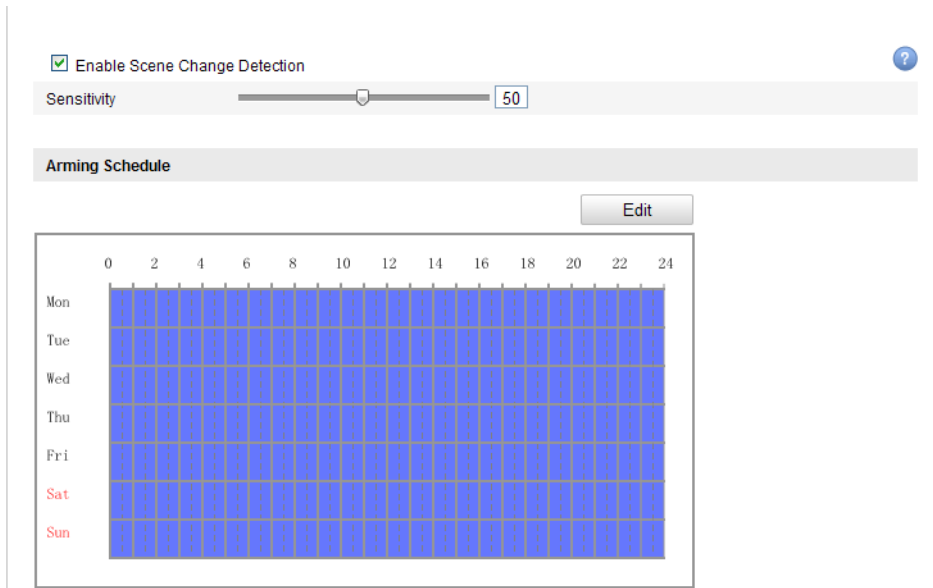 Enable Scene Change Detection ?
Sensitivity 50
Arming Schedule
Edit
0 2 4 6 8 10 12 14 16 18 20 22 24
Mon
Tue
Wed
Thu
Fri
Sat
Sun